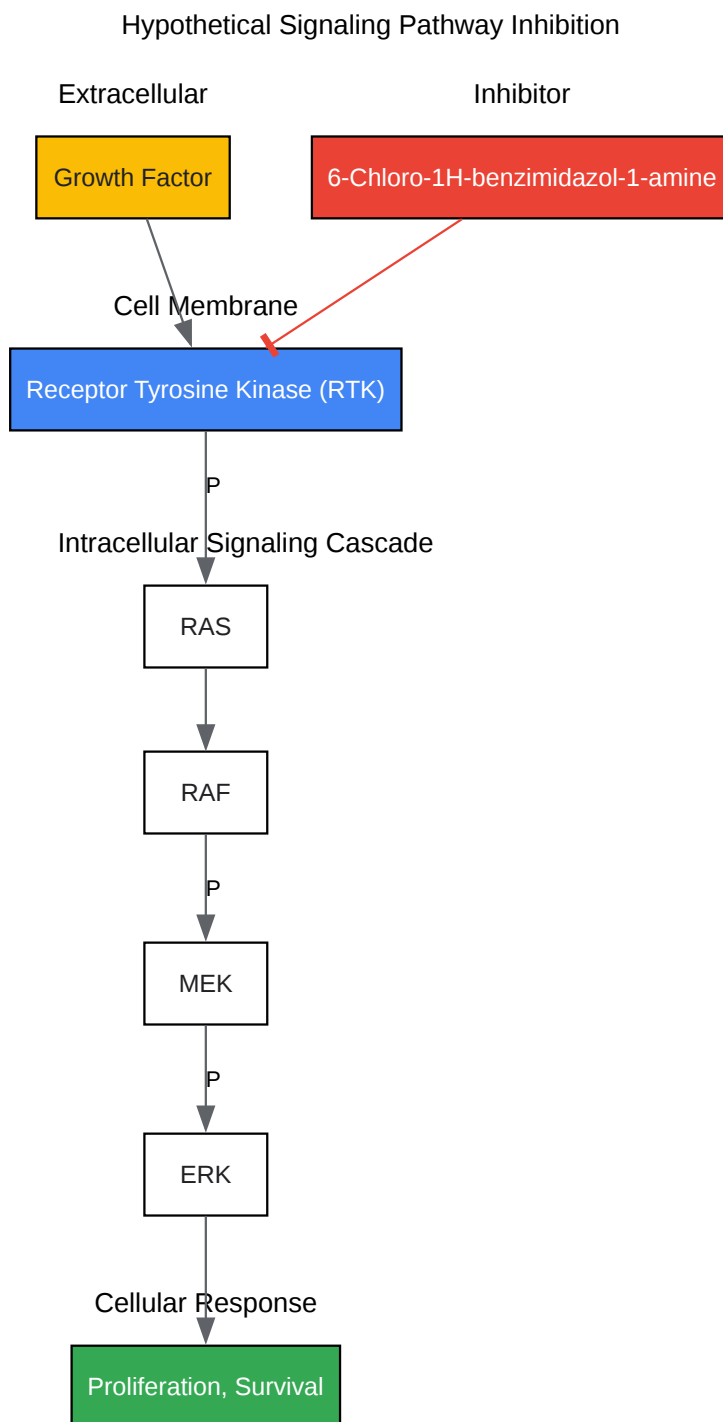 Hypothetical Signaling Pathway Inhibition
Extracellular
Inhibitor
Growth Factor
6-Chloro-1H-benzimidazol-1-amine
Cell Membrane
Receptor Tyrosine Kinase (RTK)
P
Intracellular Signaling Cascade
RAS
RAF
P
MEK
P
ERK
Cellular Response
Proliferation, Survival